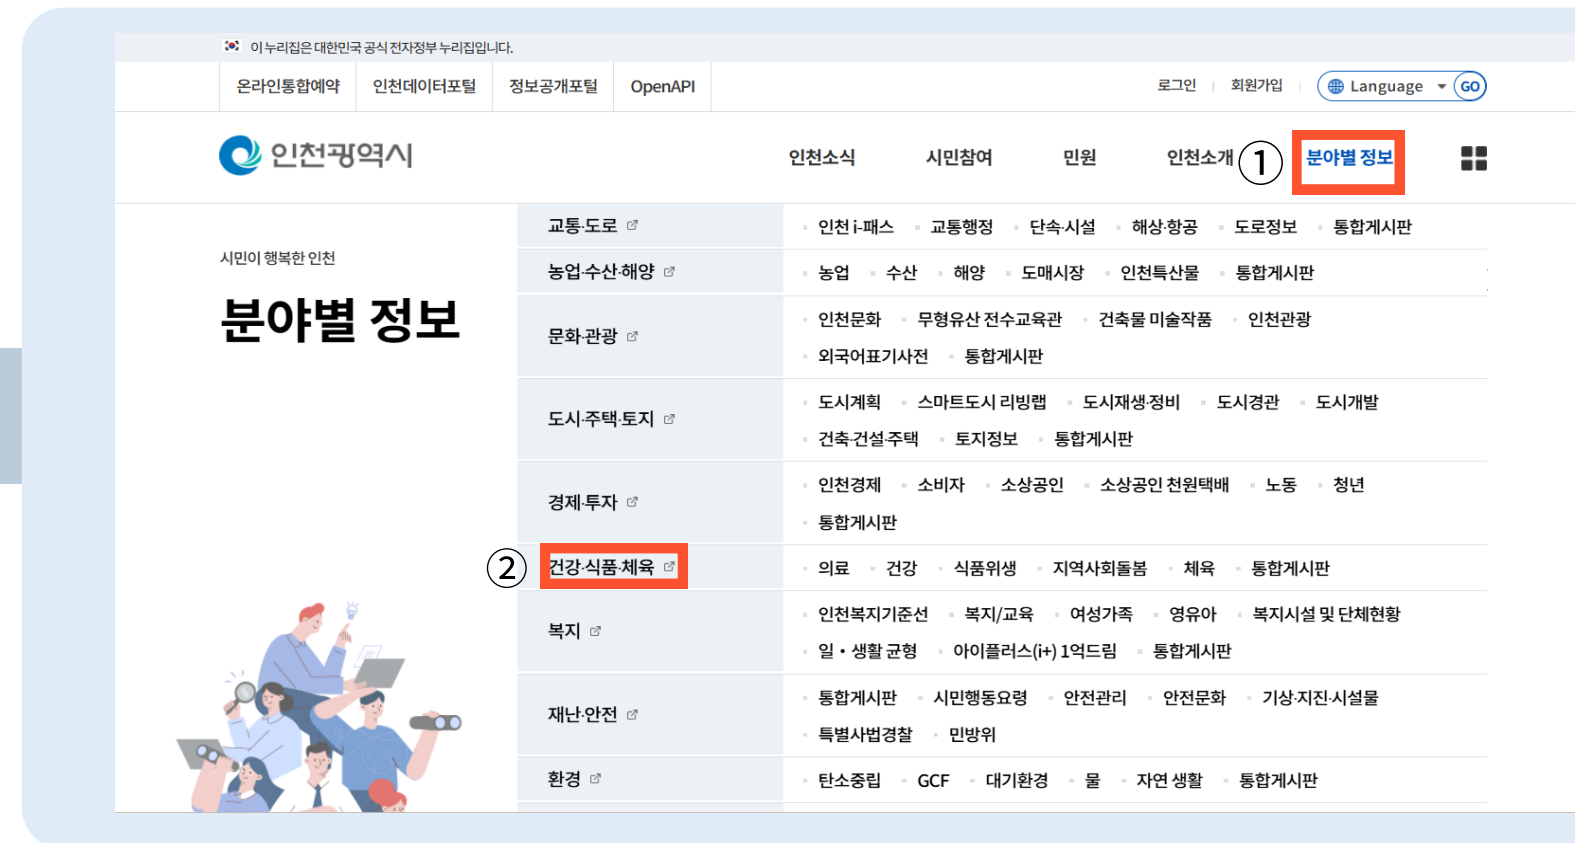 이 누리집은 대한민국 공식 전자정부 누리집입니다.
온라인통합예약 인천데이터포털 정보공개포털 OpenAPI 로그인 회원가입 Language GO
인천광역시 인천소식 시민참여 민원 인천소개 ① 분야별 정보
시민이 행복한 인천
분야별 정보
교통·도로 인천 i-패스 교통행정 단속·시설 해상·항공 도로정보 통합게시판
농업·수산·해양 농업 수산 해양 도매시장 인천특산물 통합게시판
문화·관광 인천문화 무형유산 전수교육관 건축물 미술작품 인천관광
외국어표기사전 통합게시판
도시·주택·토지 도시계획 스마트도시 리빙랩 도시재생·정비 도시경관 도시개발
건축·건설·주택 토지정보 통합게시판
경제·투자 인천경제 소비자 소상공인 소상공인 천원택배 노동 청년
통합게시판
② 건강·식품·체육 의료 건강 식품위생 지역사회돌봄 체육 통합게시판
복지 인천복지기준선 복지/교육 여성가족 영유아 복지시설 및 단체현황
일 • 생활 균형 아이플러스(i+) 1억드림 통합게시판
재난·안전 통합게시판 시민행동요령 안전관리 안전문화 기상·지진·시설물
특별사법경찰 민방위
환경 탄소중립 GCF 대기환경 물 자연 생활 통합게시판